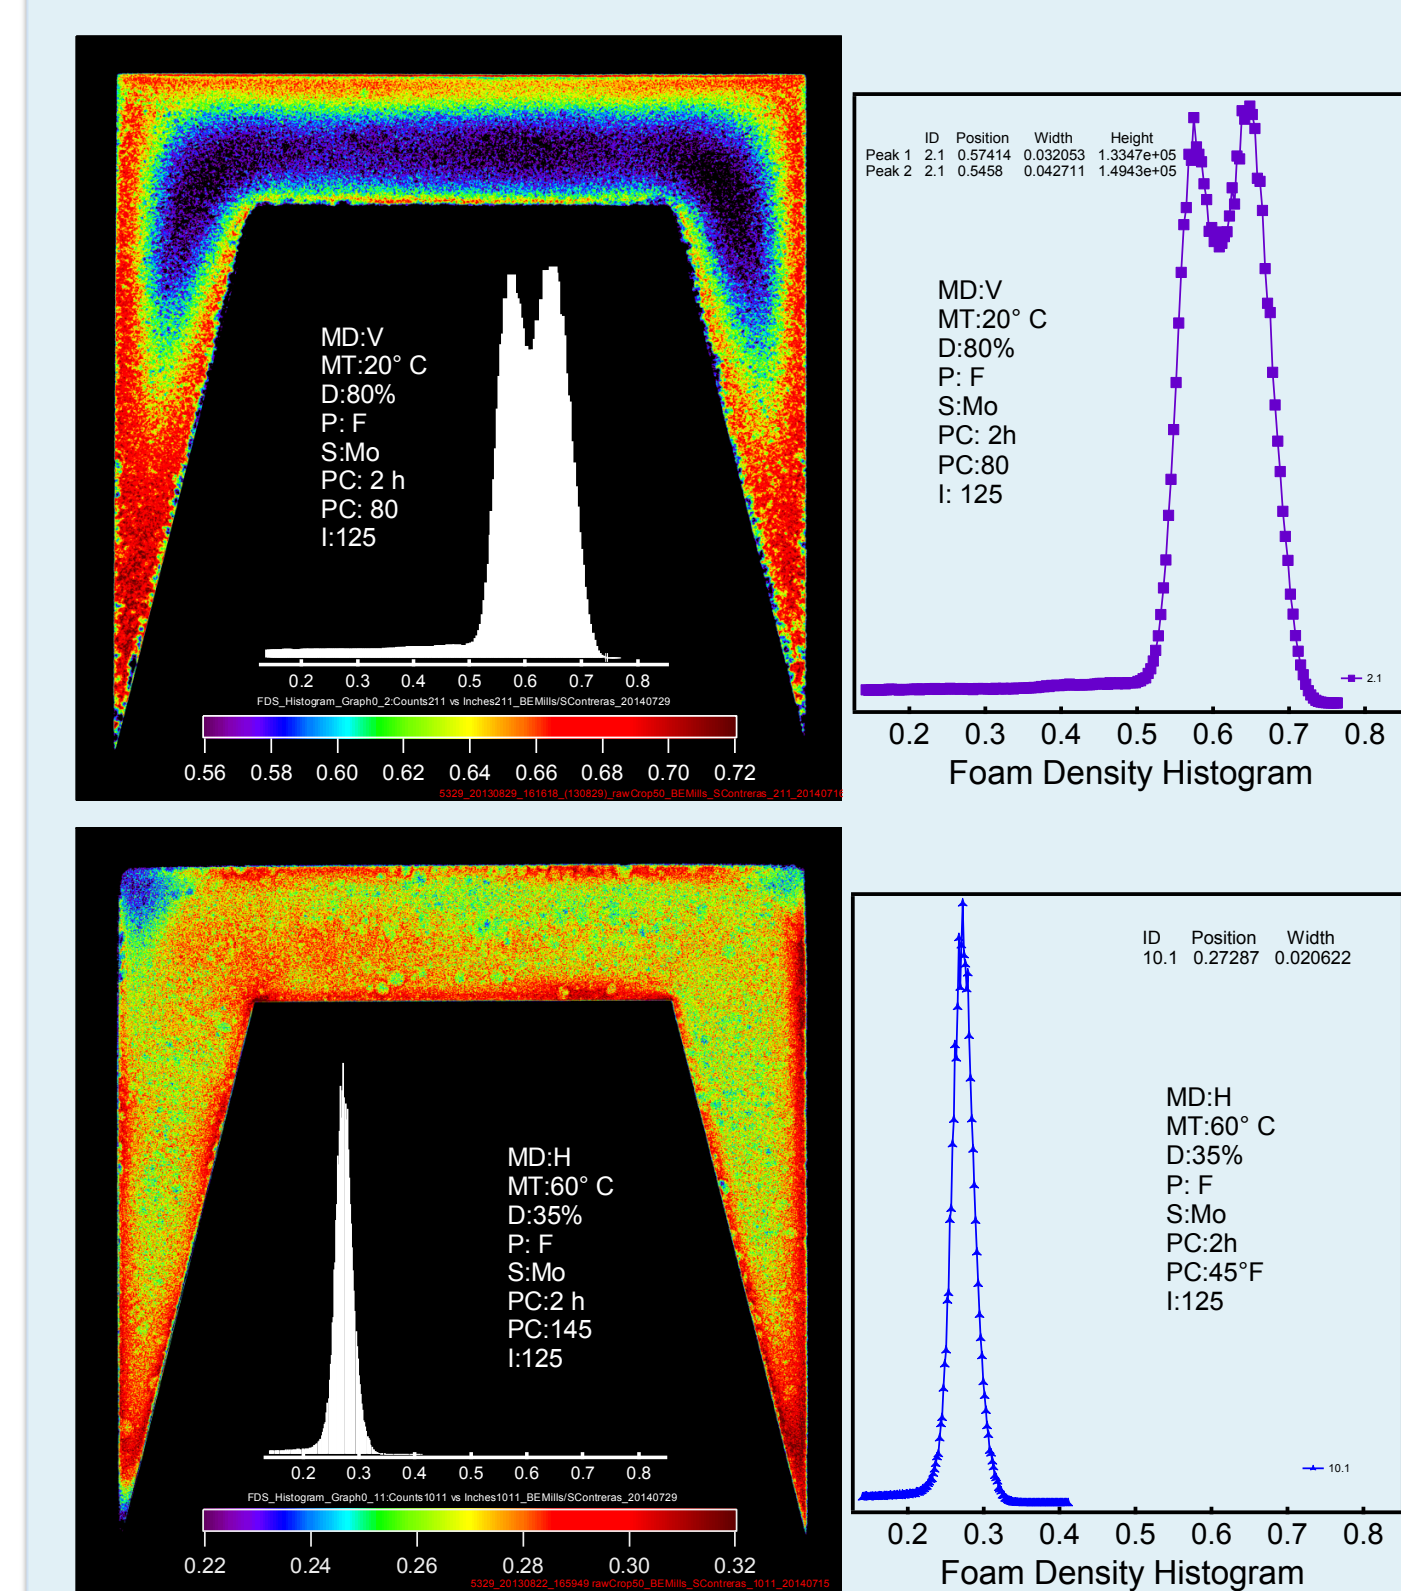 MD:V
MT:20° C
D:80%
P: F
S:Mo
PC: 2 h
PC: 80
I:125
0.2 0.3 0.4 0.5 0.6 0.7 0.8
FDS_Histogram_Graph0_2:Counts211 vs Inches211_BEMills/SContreras_20140729
0.56 0.58 0.60 0.62 0.64 0.66 0.68 0.70 0.72
5329_20130829_161618_(130829)_rawCrop50_BEMills_SContreras_211_20140716
ID Position Width Height
Peak 1 2.1 0.57414 0.032053 1.3347e+05
Peak 2 2.1 0.5458 0.042711 1.4943e+05
MD:V
MT:20° C
D:80%
P: F
S:Mo
PC: 2h
PC:80
I: 125
2.1
0.2 0.3 0.4 0.5 0.6 0.7 0.8
Foam Density Histogram
MD:H
MT:60° C
D:35%
P: F
S:Mo
PC:2 h
PC:145
I:125
0.2 0.3 0.4 0.5 0.6 0.7 0.8
FDS_Histogram_Graph0_11:Counts1011 vs Inches1011_BEMills/SContreras_20140729
0.22 0.24 0.26 0.28 0.30 0.32
5329_20130822_165949 rawCrop50_BEMills_SContreras_1011_20140715
ID Position Width
10.1 0.27287 0.020622
MD:H
MT:60° C
D:35%
P: F
S:Mo
PC:2h
PC:45°F
I:125
10.1
0.2 0.3 0.4 0.5 0.6 0.7 0.8
Foam Density Histogram